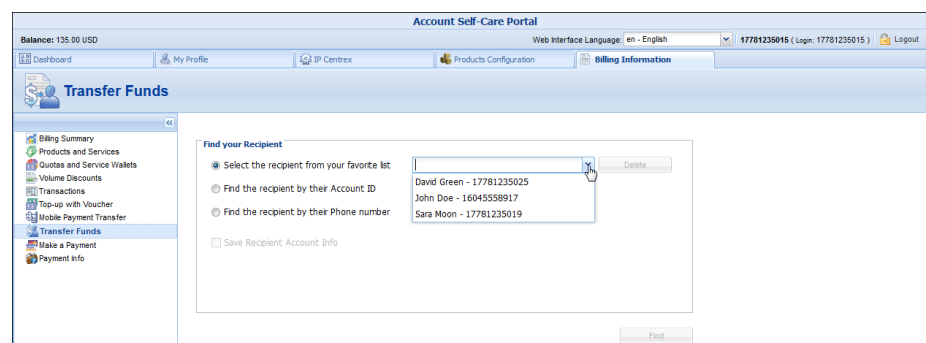 Account Self-Care Portal
Balance: 135.00 USD
Web Interface Language: en - English
17781235015 ( Login: 17781235015 )
Logout
Dashboard
My Profile
IP Centrex
Products Configuration
Billing Information
Transfer Funds
Billing Summary
Products and Services
Quotas and Service Wallets
Volume Discounts
Transactions
Top-up with Voucher
Mobile Payment Transfer
Transfer Funds
Make a Payment
Payment Info
Find your Recipient
Select the recipient from your favorite list
Delete
David Green - 17781235025
John Doe - 16045558917
Sara Moon - 17781235019
Find the recipient by their Account ID
Find the recipient by their Phone number
Save Recipient Account Info
Find